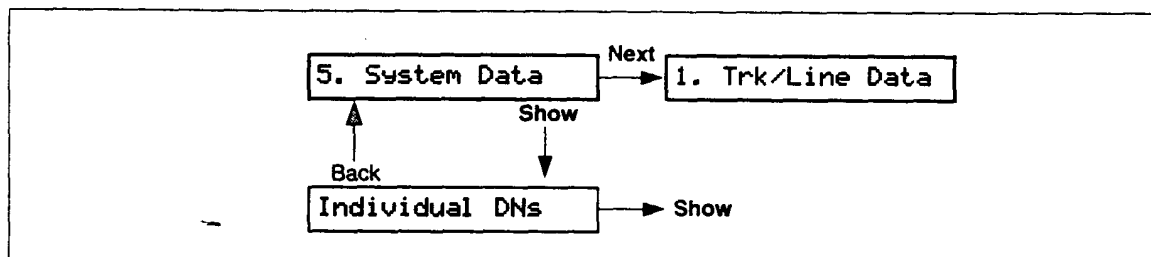 Next
5. System Data
1. Trk/Line Data
Show
Back
Individual DNs
Show